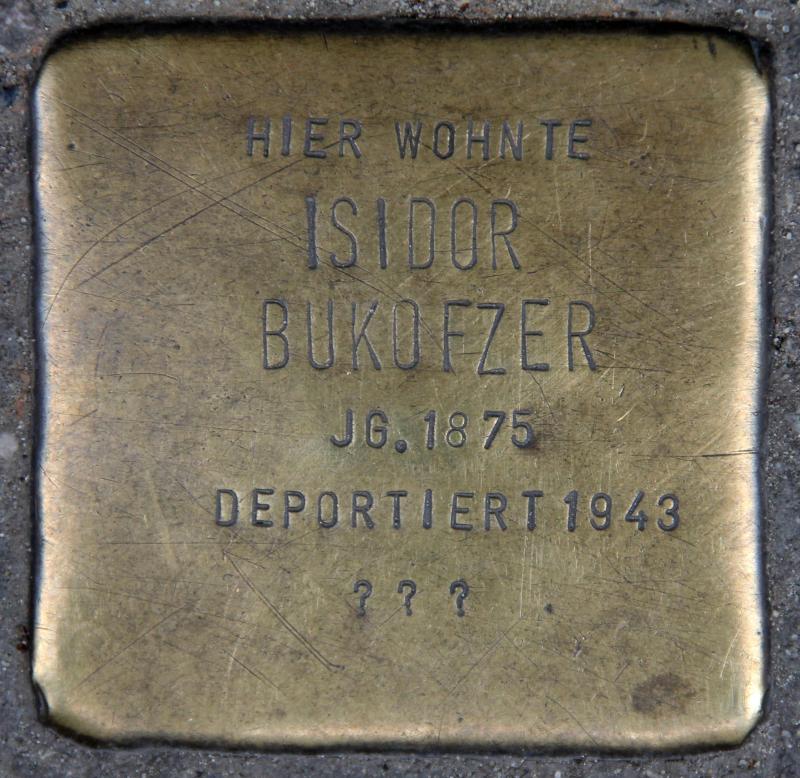 HIER WOHNTE
ISIDOR
BUKOFZER
JG. 1875
DEPORTIERT 1943
? ? ?